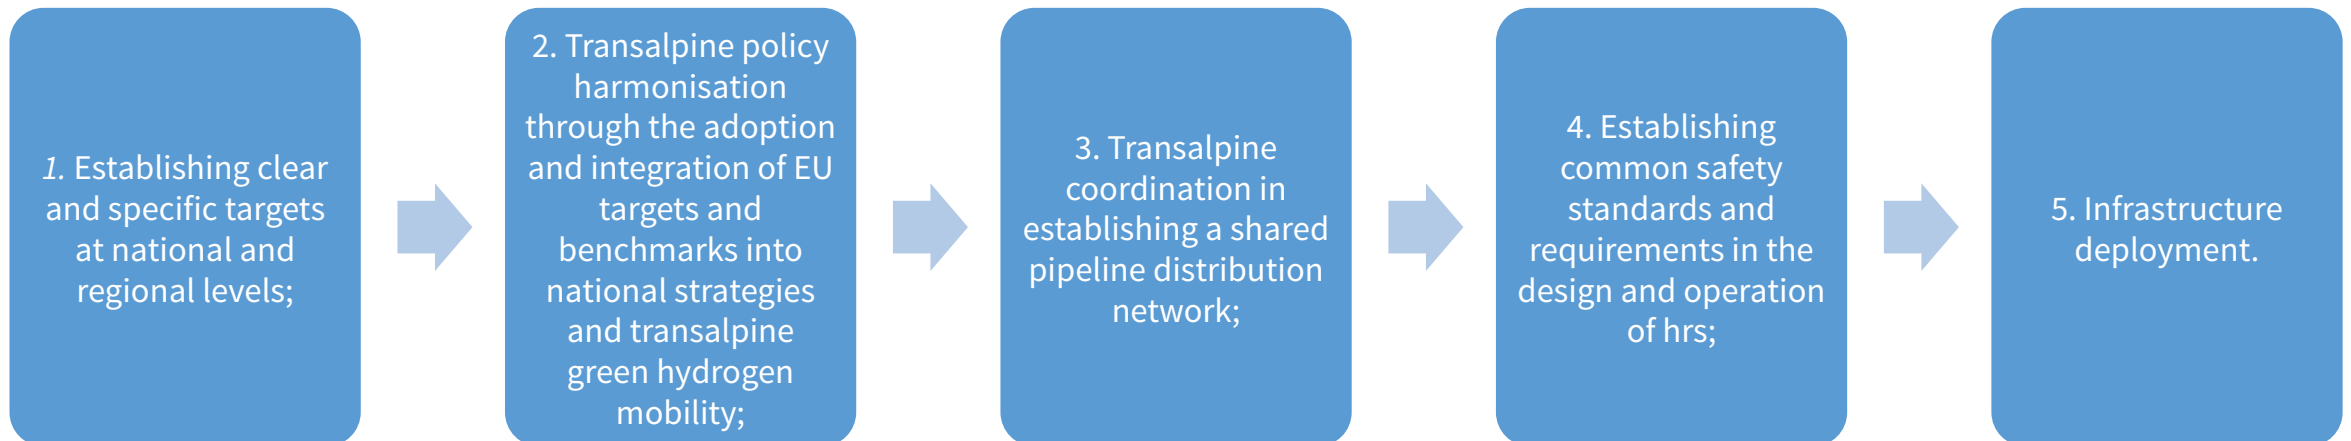 1. Establishing clear
and specific targets
at national and
regional levels;
2. Transalpine policy
harmonisation
through the adoption
and integration of EU
targets and
benchmarks into
national strategies
and transalpine
green hydrogen
mobility;
3. Transalpine
coordination in
establishing a shared
pipeline distribution
network;
4. Establishing
common safety
standards and
requirements in the
design and operation
of hrs;
5. Infrastructure
deployment.